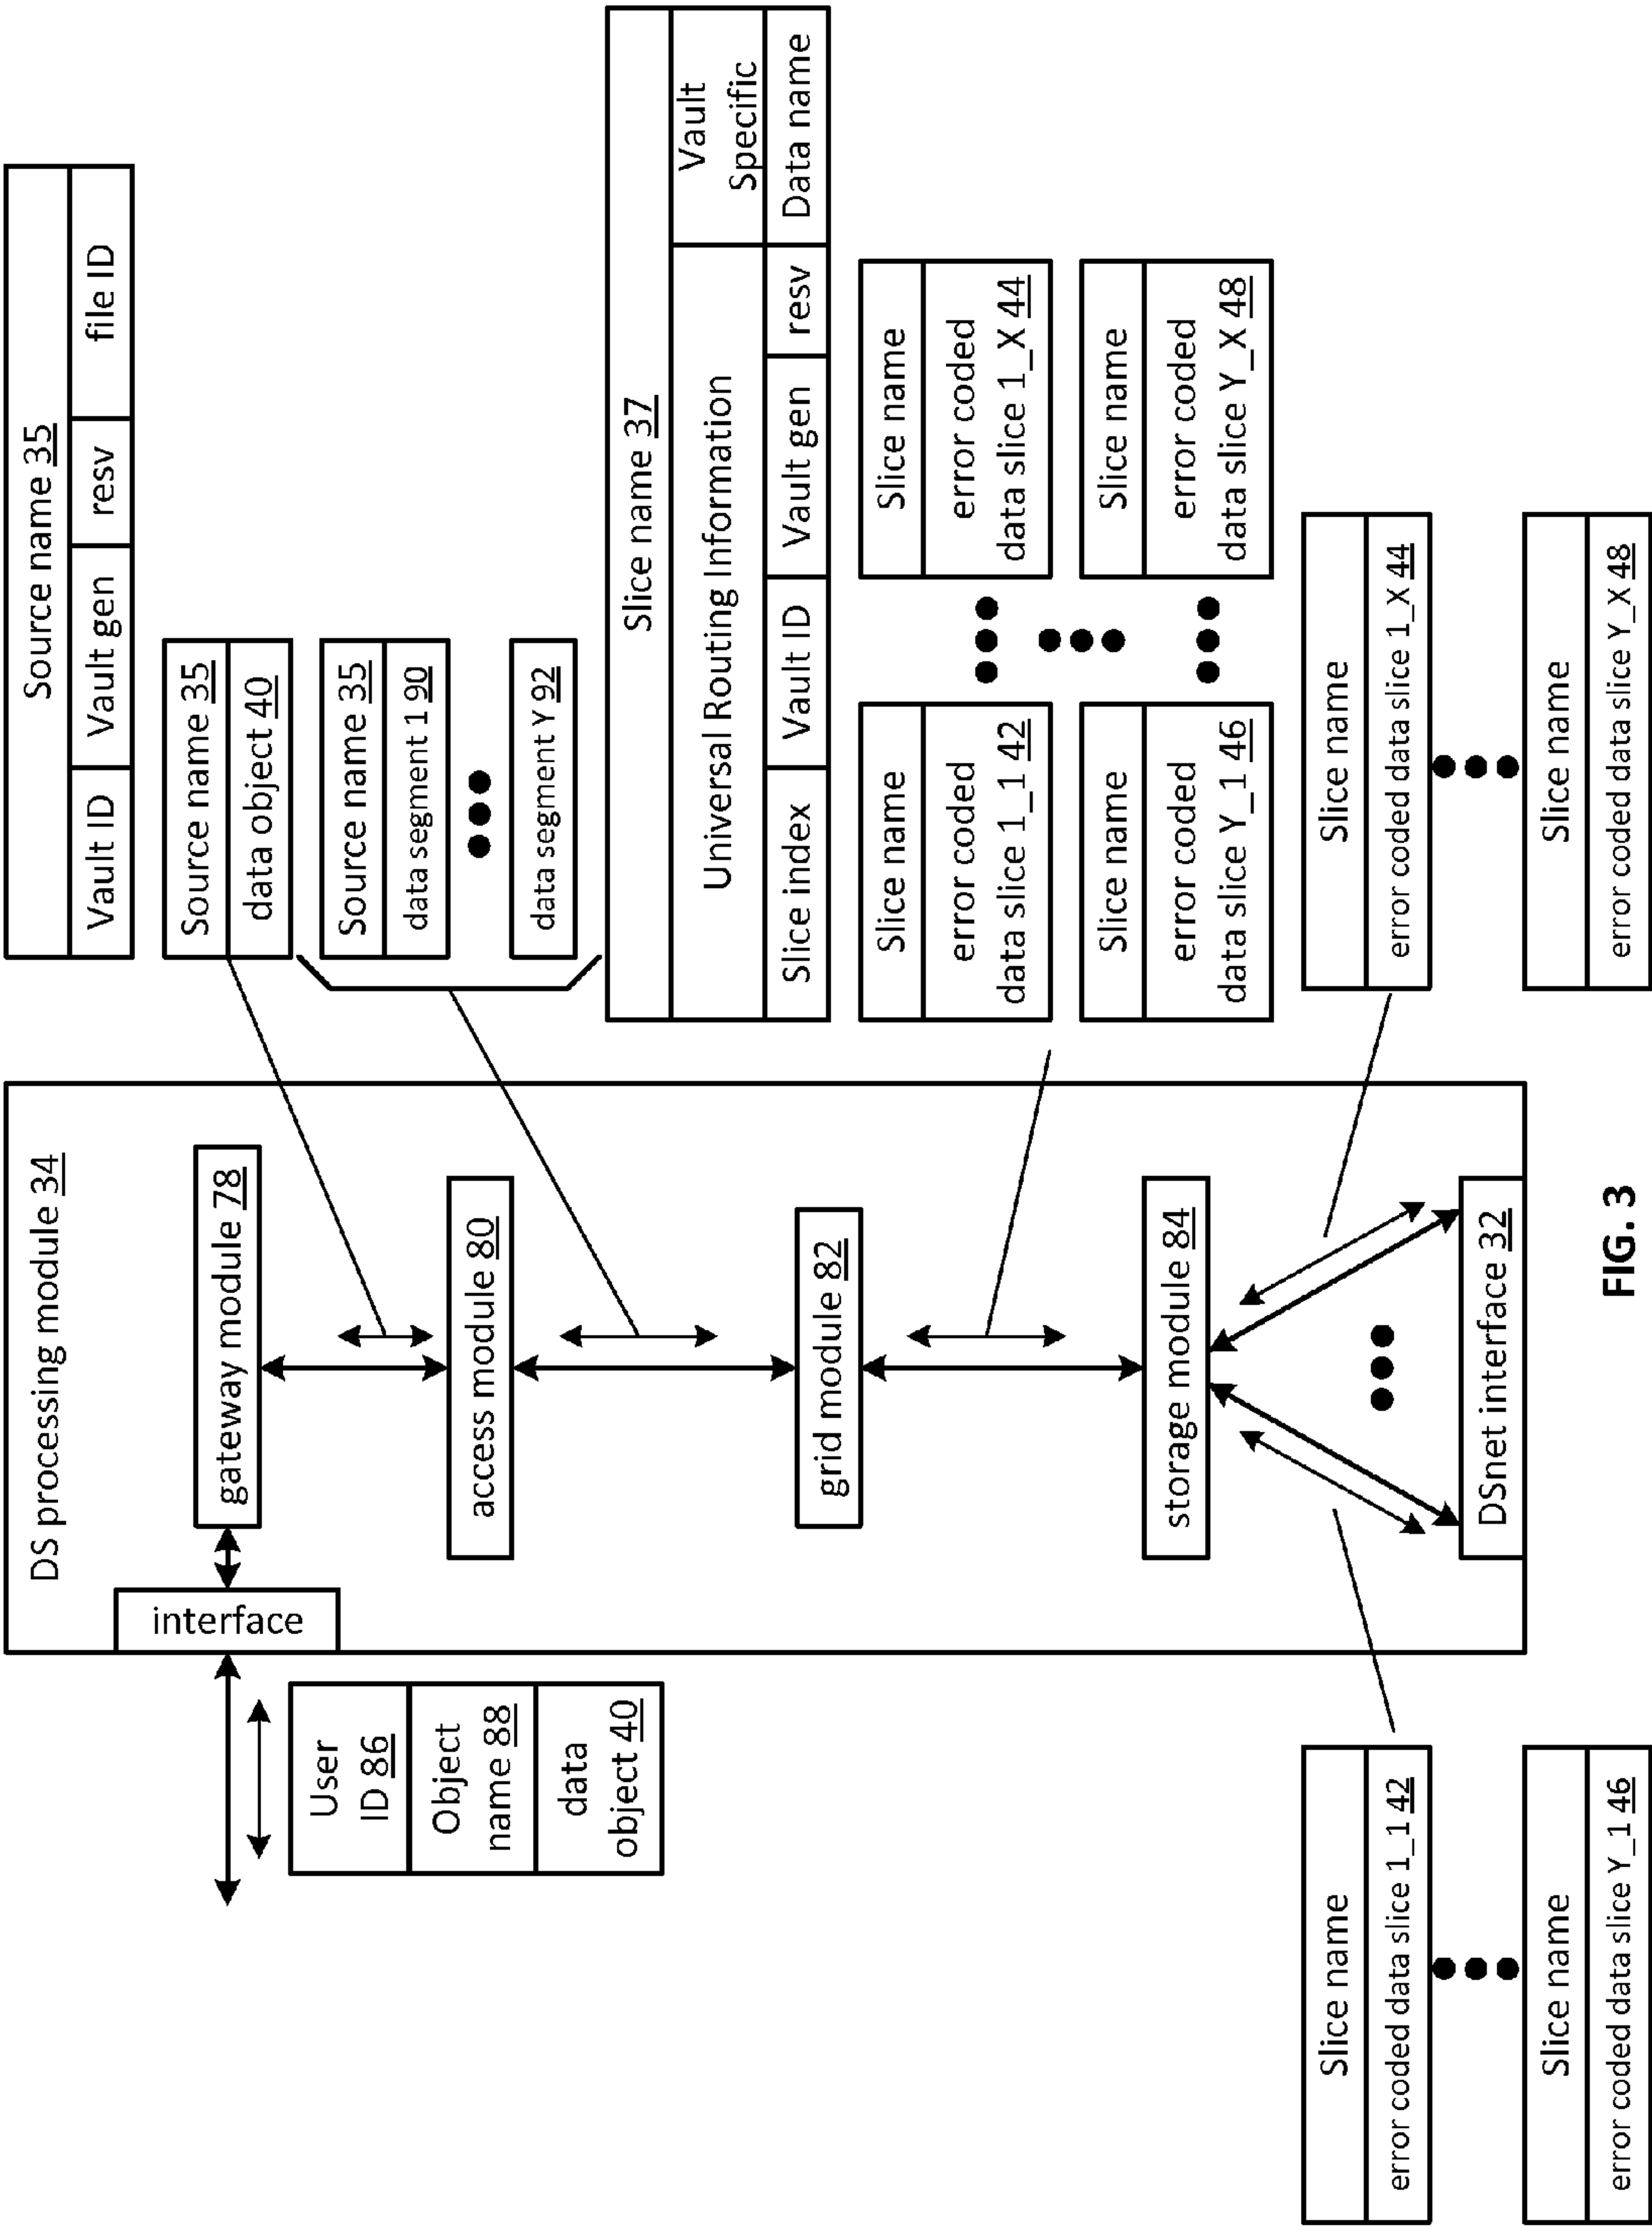 DS processing module 34
interface
gateway module 78
access module 80
grid module 82
storage module 84
DSnet interface 32
User
ID 86
Object
name 88
data
object 40
Source name 35
Vault ID
Vault gen
resv
file ID
Source name 35
data object 40
Source name 35
data segment 1 90
data segment Y 92
Slice name 37
Universal Routing Information
Vault
Specific
Slice index
Vault ID
Vault gen
resv
Data name
Slice name
error coded
data slice 1_1 42
Slice name
error coded
data slice 1_X 44
Slice name
error coded
data slice Y_1 46
Slice name
error coded
data slice Y_X 48
Slice name
error coded data slice 1_1 42
Slice name
error coded data slice Y_1 46
Slice name
error coded data slice 1_X 44
Slice name
error coded data slice Y_X 48
FIG. 3